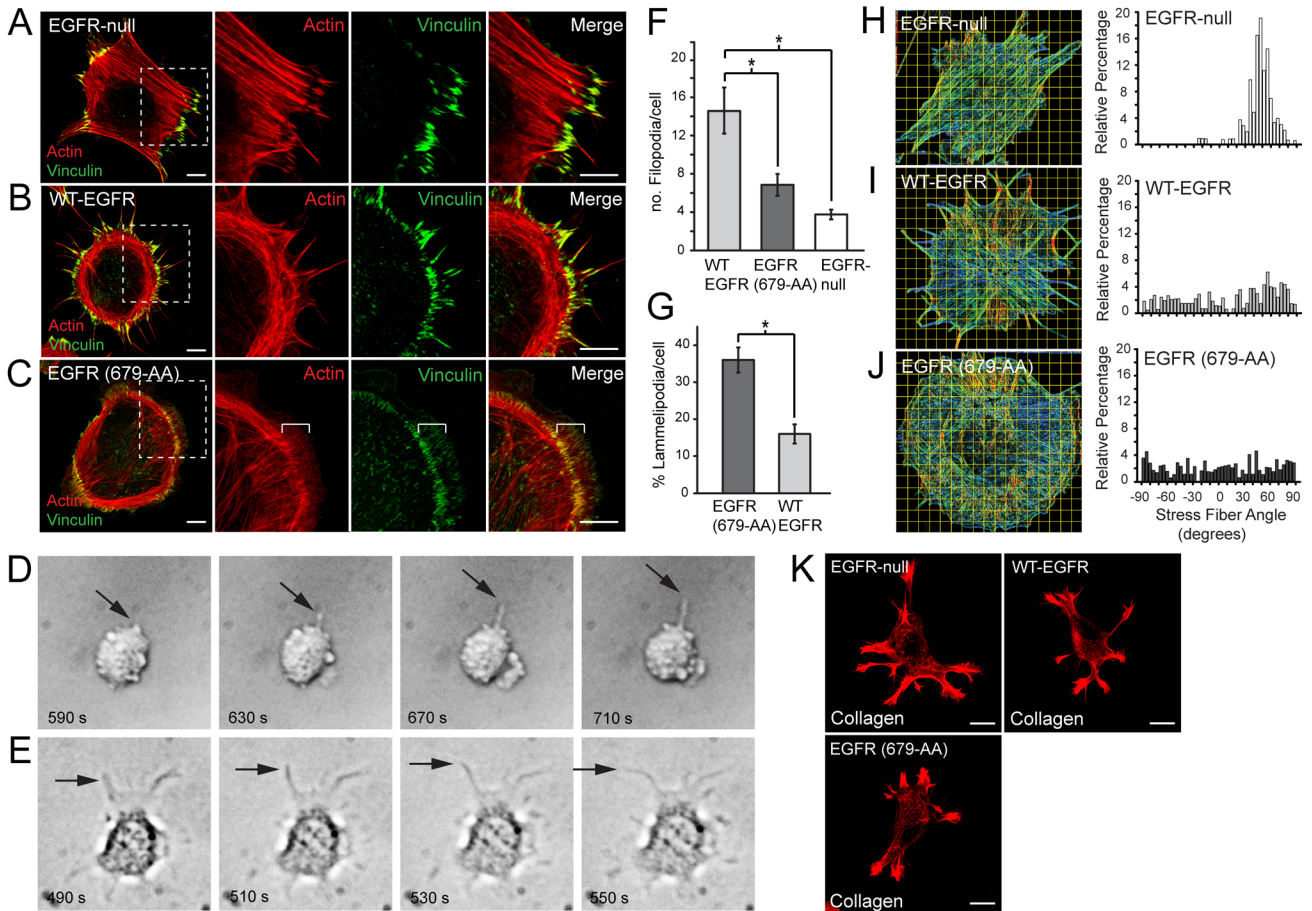 A
EGFR-null
Actin
Vinculin
Actin
Vinculin
Merge
B
WT-EGFR
Actin
Vinculin
Actin
Vinculin
Merge
C
EGFR (679-AA)
Actin
Vinculin
Actin
Vinculin
Merge
D
590 s
630 s
670 s
710 s
E
490 s
510 s
530 s
550 s
F
no. Filopodia/cell
20
16
12
8
4
0
*
*
WT EGFR EGFR-
EGFR (679-AA) null
G
% Lammelipodia/cell
40
30
20
10
0
*
EGFR WT
(679-AA) EGFR
H
EGFR-null
Relative Percentage
20
16
12
8
4
0
EGFR-null
I
WT-EGFR
Relative Percentage
20
16
12
8
4
0
WT-EGFR
J
EGFR (679-AA)
Relative Percentage
20
16
12
8
4
0
EGFR (679-AA)
-90 -60 -30 0 30 60 90
Stress Fiber Angle
(degrees)
K
EGFR-null
Collagen
WT-EGFR
Collagen
EGFR (679-AA)
Collagen